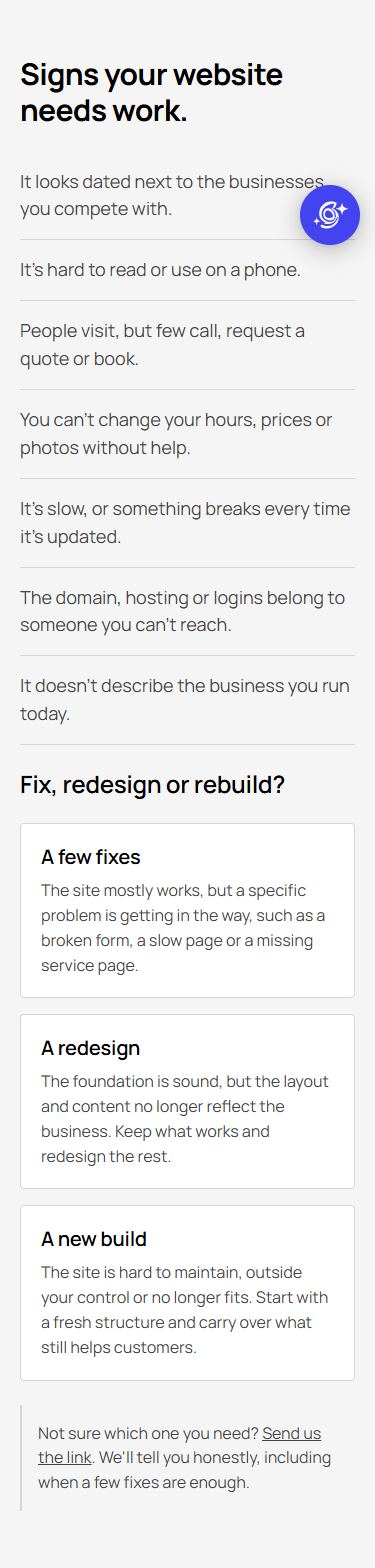 Signs your website
needs work.
It looks dated next to the businesses
you compete with.
It's hard to read or use on a phone.
People visit, but few call, request a
quote or book.
You can't change your hours, prices or
photos without help.
It's slow, or something breaks every time
it's updated.
The domain, hosting or logins belong to
someone you can't reach.
It doesn't describe the business you run
today.
Fix, redesign or rebuild?
A few fixes
The site mostly works, but a specific
problem is getting in the way, such as a
broken form, a slow page or a missing
service page.
A redesign
The foundation is sound, but the layout
and content no longer reflect the
business. Keep what works and
redesign the rest.
A new build
The site is hard to maintain, outside
your control or no longer fits. Start with
a fresh structure and carry over what
still helps customers.
Not sure which one you need? Send us
the link. We'll tell you honestly, including
when a few fixes are enough.